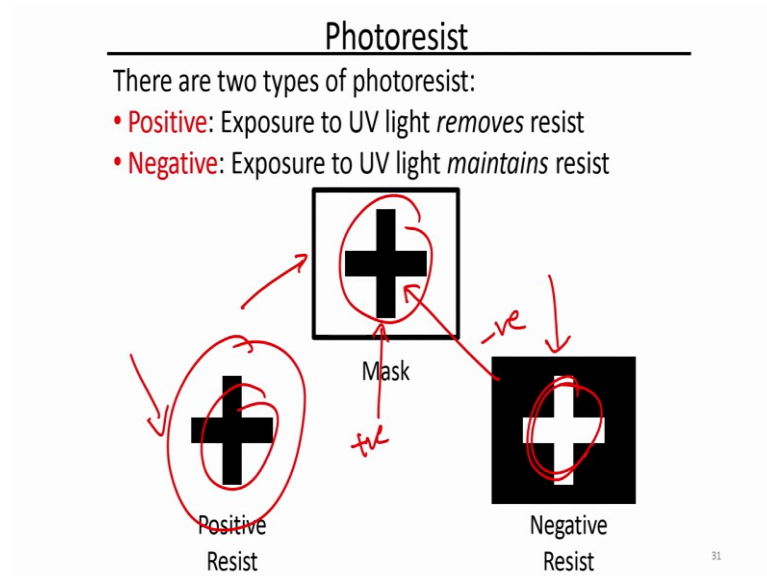 Photoresist
There are two types of photoresist:
• Positive: Exposure to UV light removes resist
• Negative: Exposure to UV light maintains resist
-ve
Mask
+ve
Positive
Resist
Negative
Resist
31